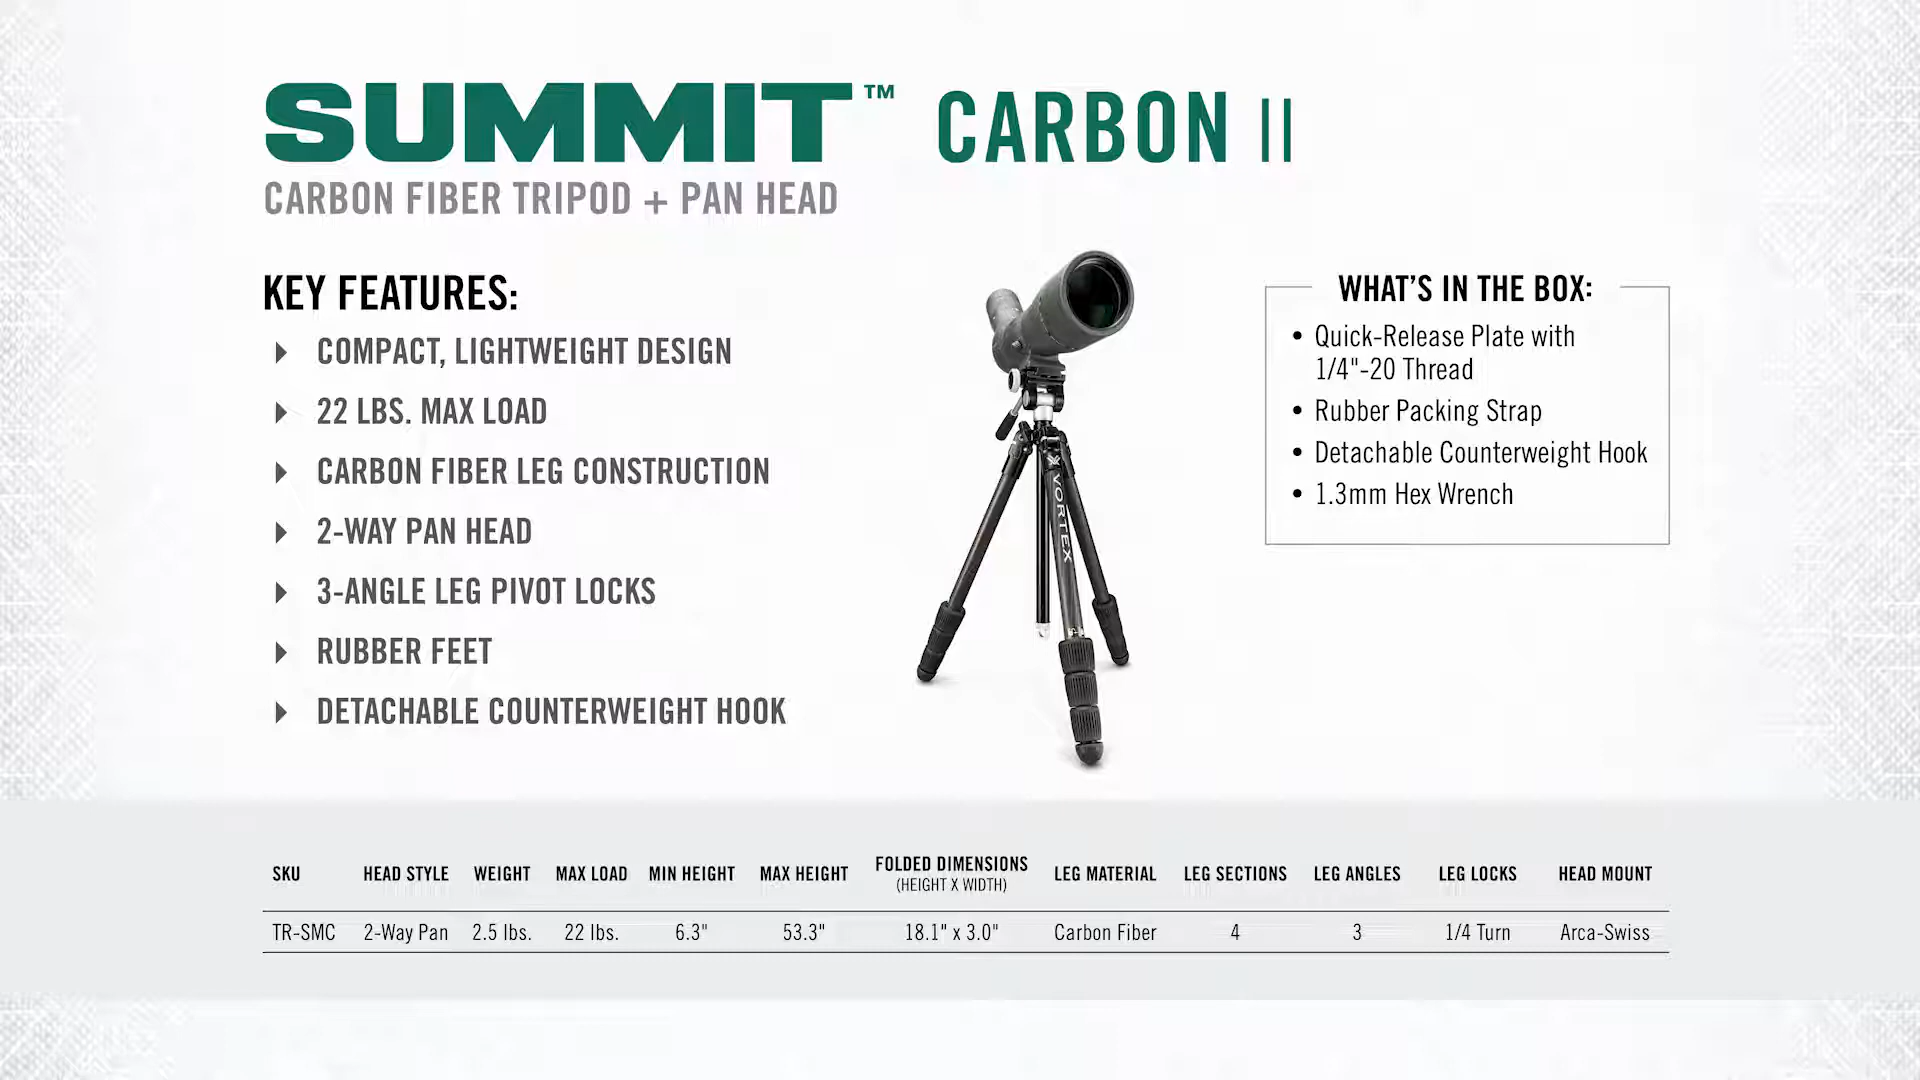 SUMMIT™ CARBON II
CARBON FIBER TRIPOD + PAN HEAD
KEY FEATURES:
COMPACT, LIGHTWEIGHT DESIGN
22 LBS. MAX LOAD
CARBON FIBER LEG CONSTRUCTION
2-WAY PAN HEAD
3-ANGLE LEG PIVOT LOCKS
RUBBER FEET
DETACHABLE COUNTERWEIGHT HOOK
VORTEX
WHAT'S IN THE BOX:
• Quick-Release Plate with
1/4"-20 Thread
• Rubber Packing Strap
• Detachable Counterweight Hook
• 1.3mm Hex Wrench
SKU HEAD STYLE WEIGHT MAX LOAD MIN HEIGHT MAX HEIGHT FOLDED DIMENSIONS (HEIGHT X WIDTH) LEG MATERIAL LEG SECTIONS LEG ANGLES LEG LOCKS HEAD MOUNT
TR-SMC 2-Way Pan 2.5 lbs. 22 lbs. 6.3" 53.3" 18.1" x 3.0" Carbon Fiber 4 3 1/4 Turn Arca-Swiss